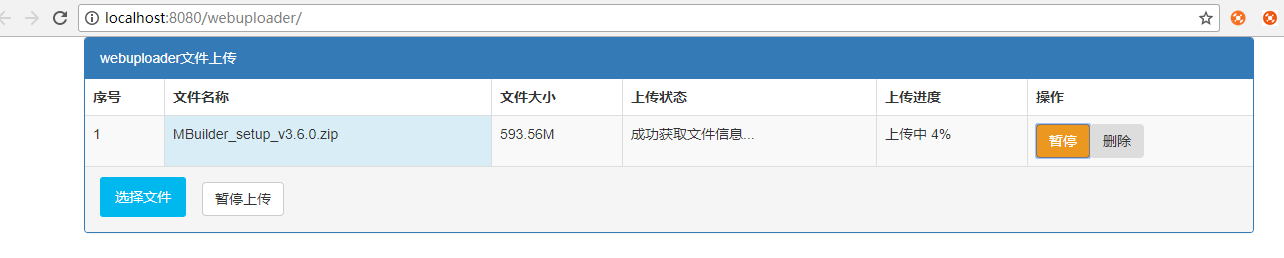 localhost:8080/webuploader/
webuploader文件上传
序号 文件名称 文件大小 上传状态 上传进度 操作
1 MBuilder_setup_v3.6.0.zip 593.56M 成功获取文件信息... 上传中 4% 暂停 删除
选择文件 暂停上传